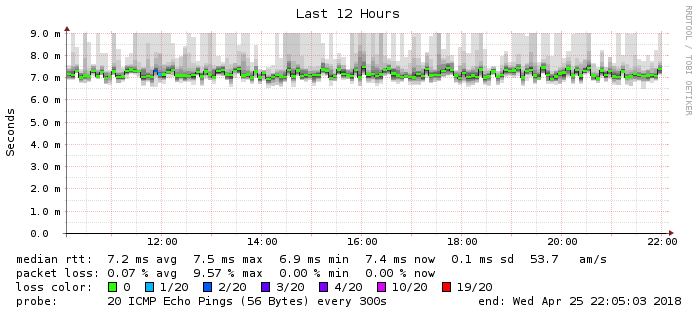 Last 12 Hours
RRDTOOL / TOBI OETIKER
Seconds
9.0 m
8.0 m
7.0 m
6.0 m
5.0 m
4.0 m
3.0 m
2.0 m
1.0 m
0.0
12:00 14:00 16:00 18:00 20:00 22:00
median rtt: 7.2 ms avg 7.5 ms max 6.9 ms min 7.4 ms now 0.1 ms sd 53.7 am/s
packet loss: 0.07 % avg 9.57 % max 0.00 % min 0.00 % now
loss color: 0 1/20 2/20 3/20 4/20 10/20 19/20
probe: 20 ICMP Echo Pings (56 Bytes) every 300s end: Wed Apr 25 22:05:03 2018